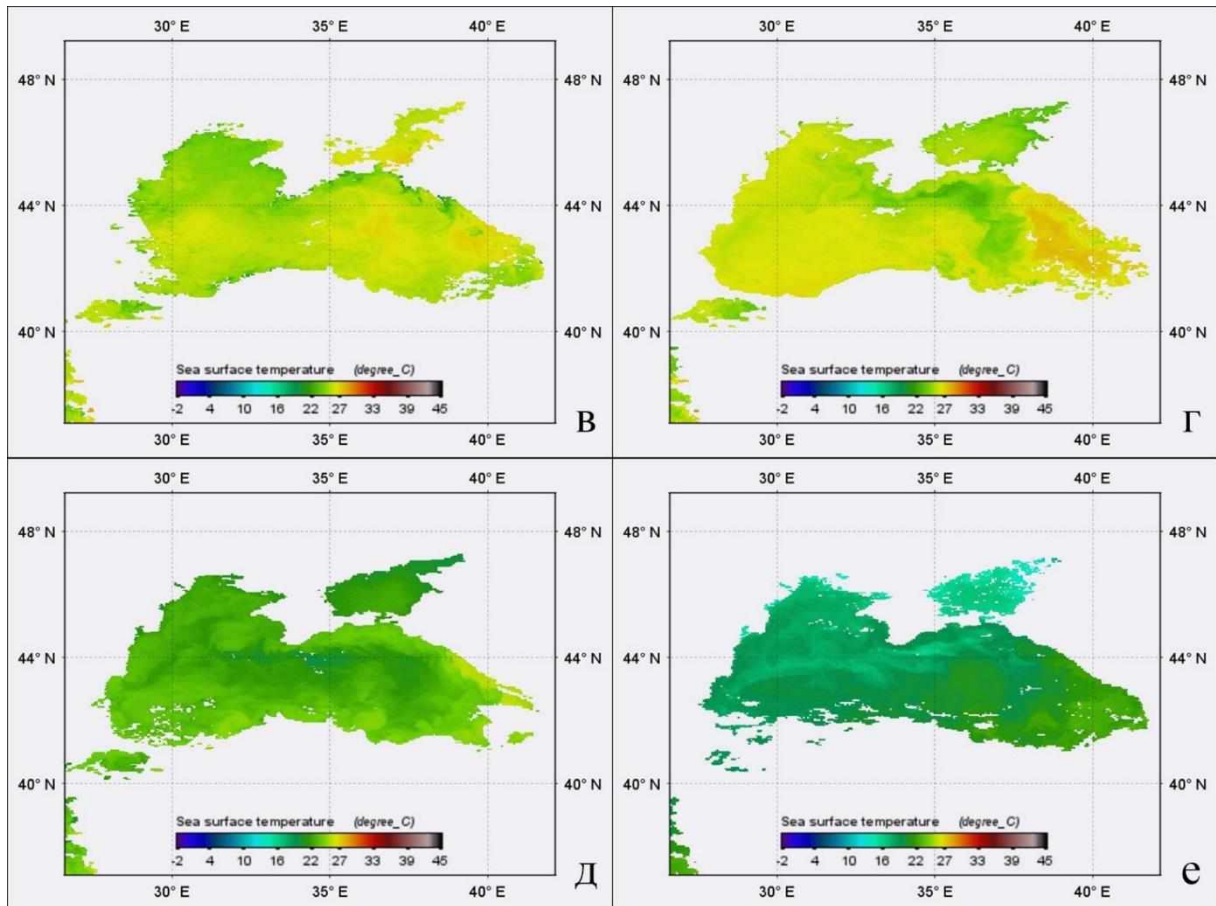 30° E 35° E 40° E
48° N 48° N
44° N 44° N
40° N 40° N
Sea surface temperature (degree_C)
-2 4 10 16 22 27 33 39 45
30° E 35° E 40° E
в
30° E 35° E 40° E
48° N 48° N
44° N 44° N
40° N 40° N
Sea surface temperature (degree_C)
-2 4 10 16 22 27 33 39 45
30° E 35° E 40° E
г
30° E 35° E 40° E
48° N 48° N
44° N 44° N
40° N 40° N
Sea surface temperature (degree_C)
-2 4 10 16 22 27 33 39 45
30° E 35° E 40° E
д
30° E 35° E 40° E
48° N 48° N
44° N 44° N
40° N 40° N
Sea surface temperature (degree_C)
-2 4 10 16 22 27 33 39 45
30° E 35° E 40° E
е